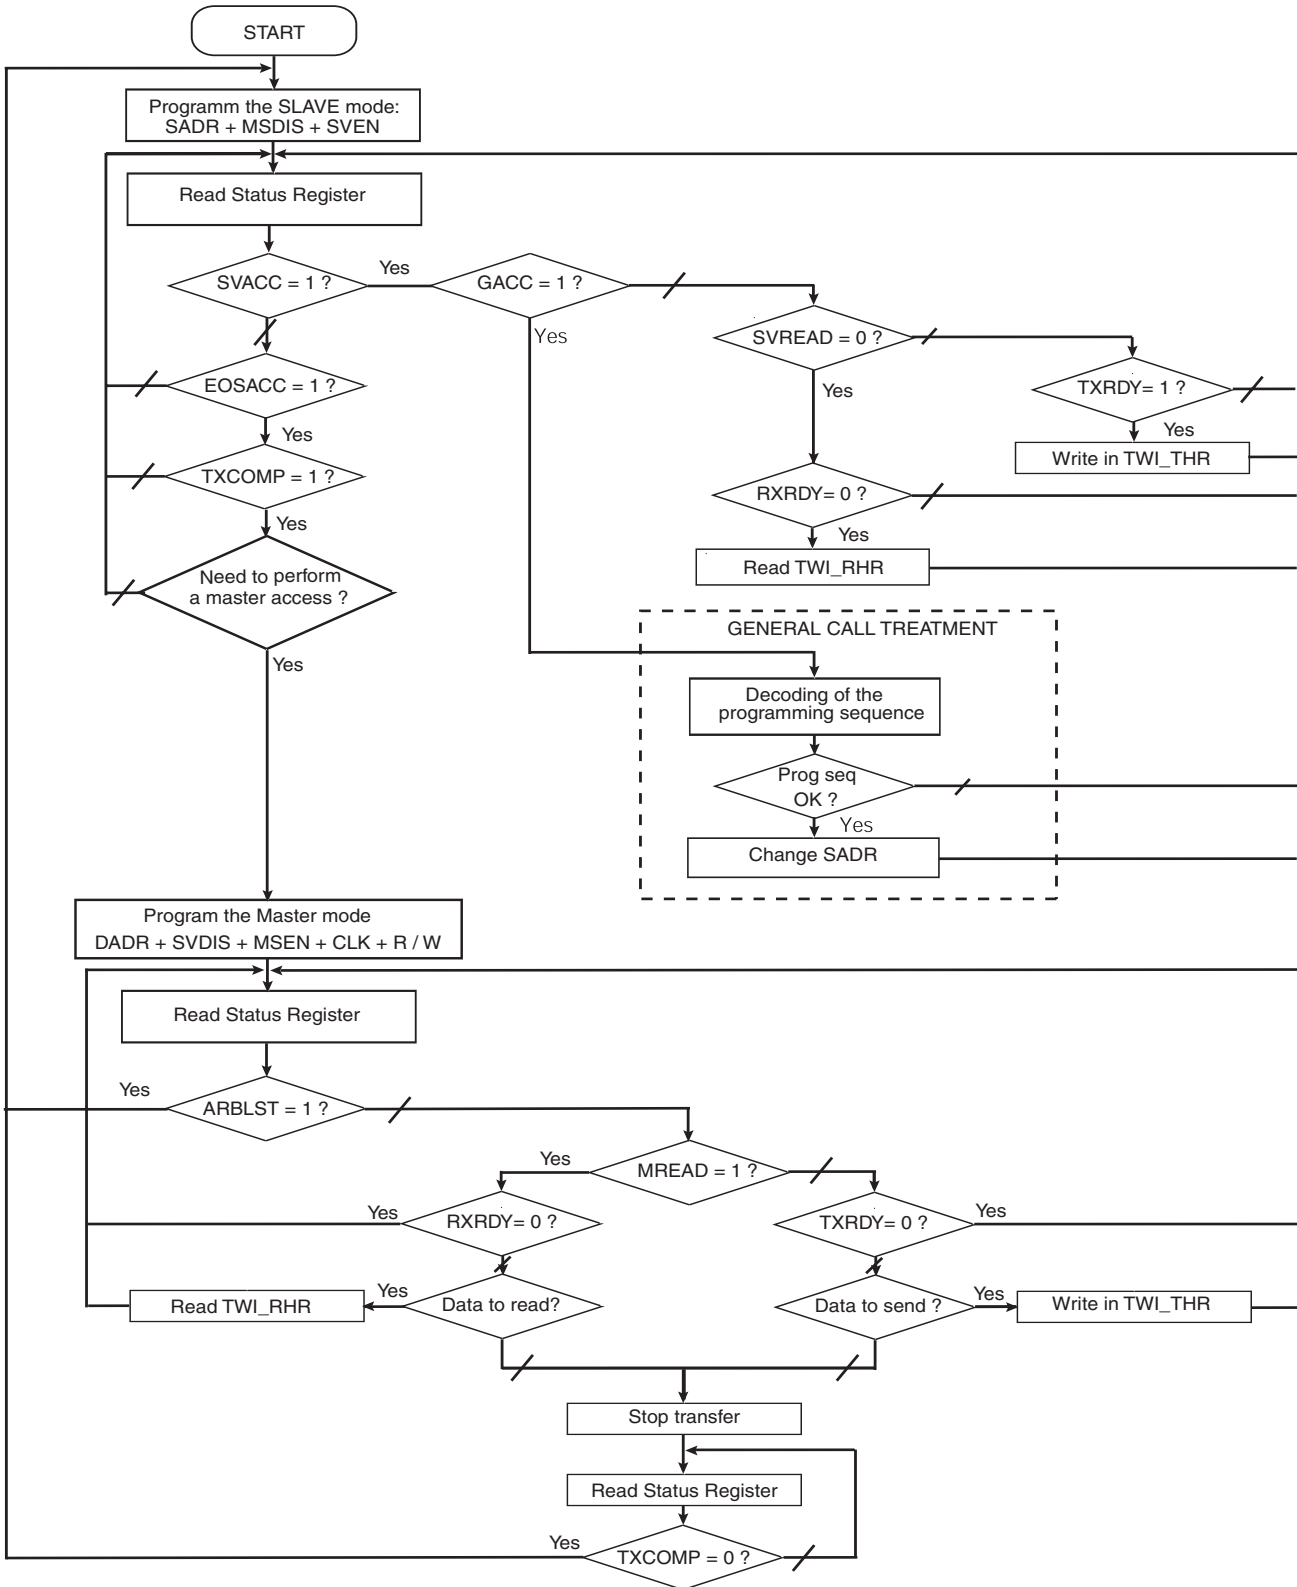 START
Programm the SLAVE mode:
SADR + MSDIS + SVEN
Read Status Register
SVACC = 1 ?
Yes
GACC = 1 ?
Yes
SVREAD = 0 ?
Yes
TXRDY= 1 ?
Yes
Write in TWI_THR
EOSACC = 1 ?
Yes
TXCOMP = 1 ?
Yes
RXRDY= 0 ?
Yes
Read TWI_RHR
Need to perform
a master access ?
Yes
GENERAL CALL TREATMENT
Decoding of the
programming sequence
Prog seq
OK ?
Yes
Change SADR
Program the Master mode
DADR + SVDIS + MSEN + CLK + R / W
Read Status Register
Yes
ARBLST = 1 ?
Yes
MREAD = 1 ?
Yes
RXRDY= 0 ?
TXRDY= 0 ?
Yes
Read TWI_RHR
Yes
Data to read?
Data to send ?
Yes
Write in TWI_THR
Stop transfer
Read Status Register
Yes
TXCOMP = 0 ?